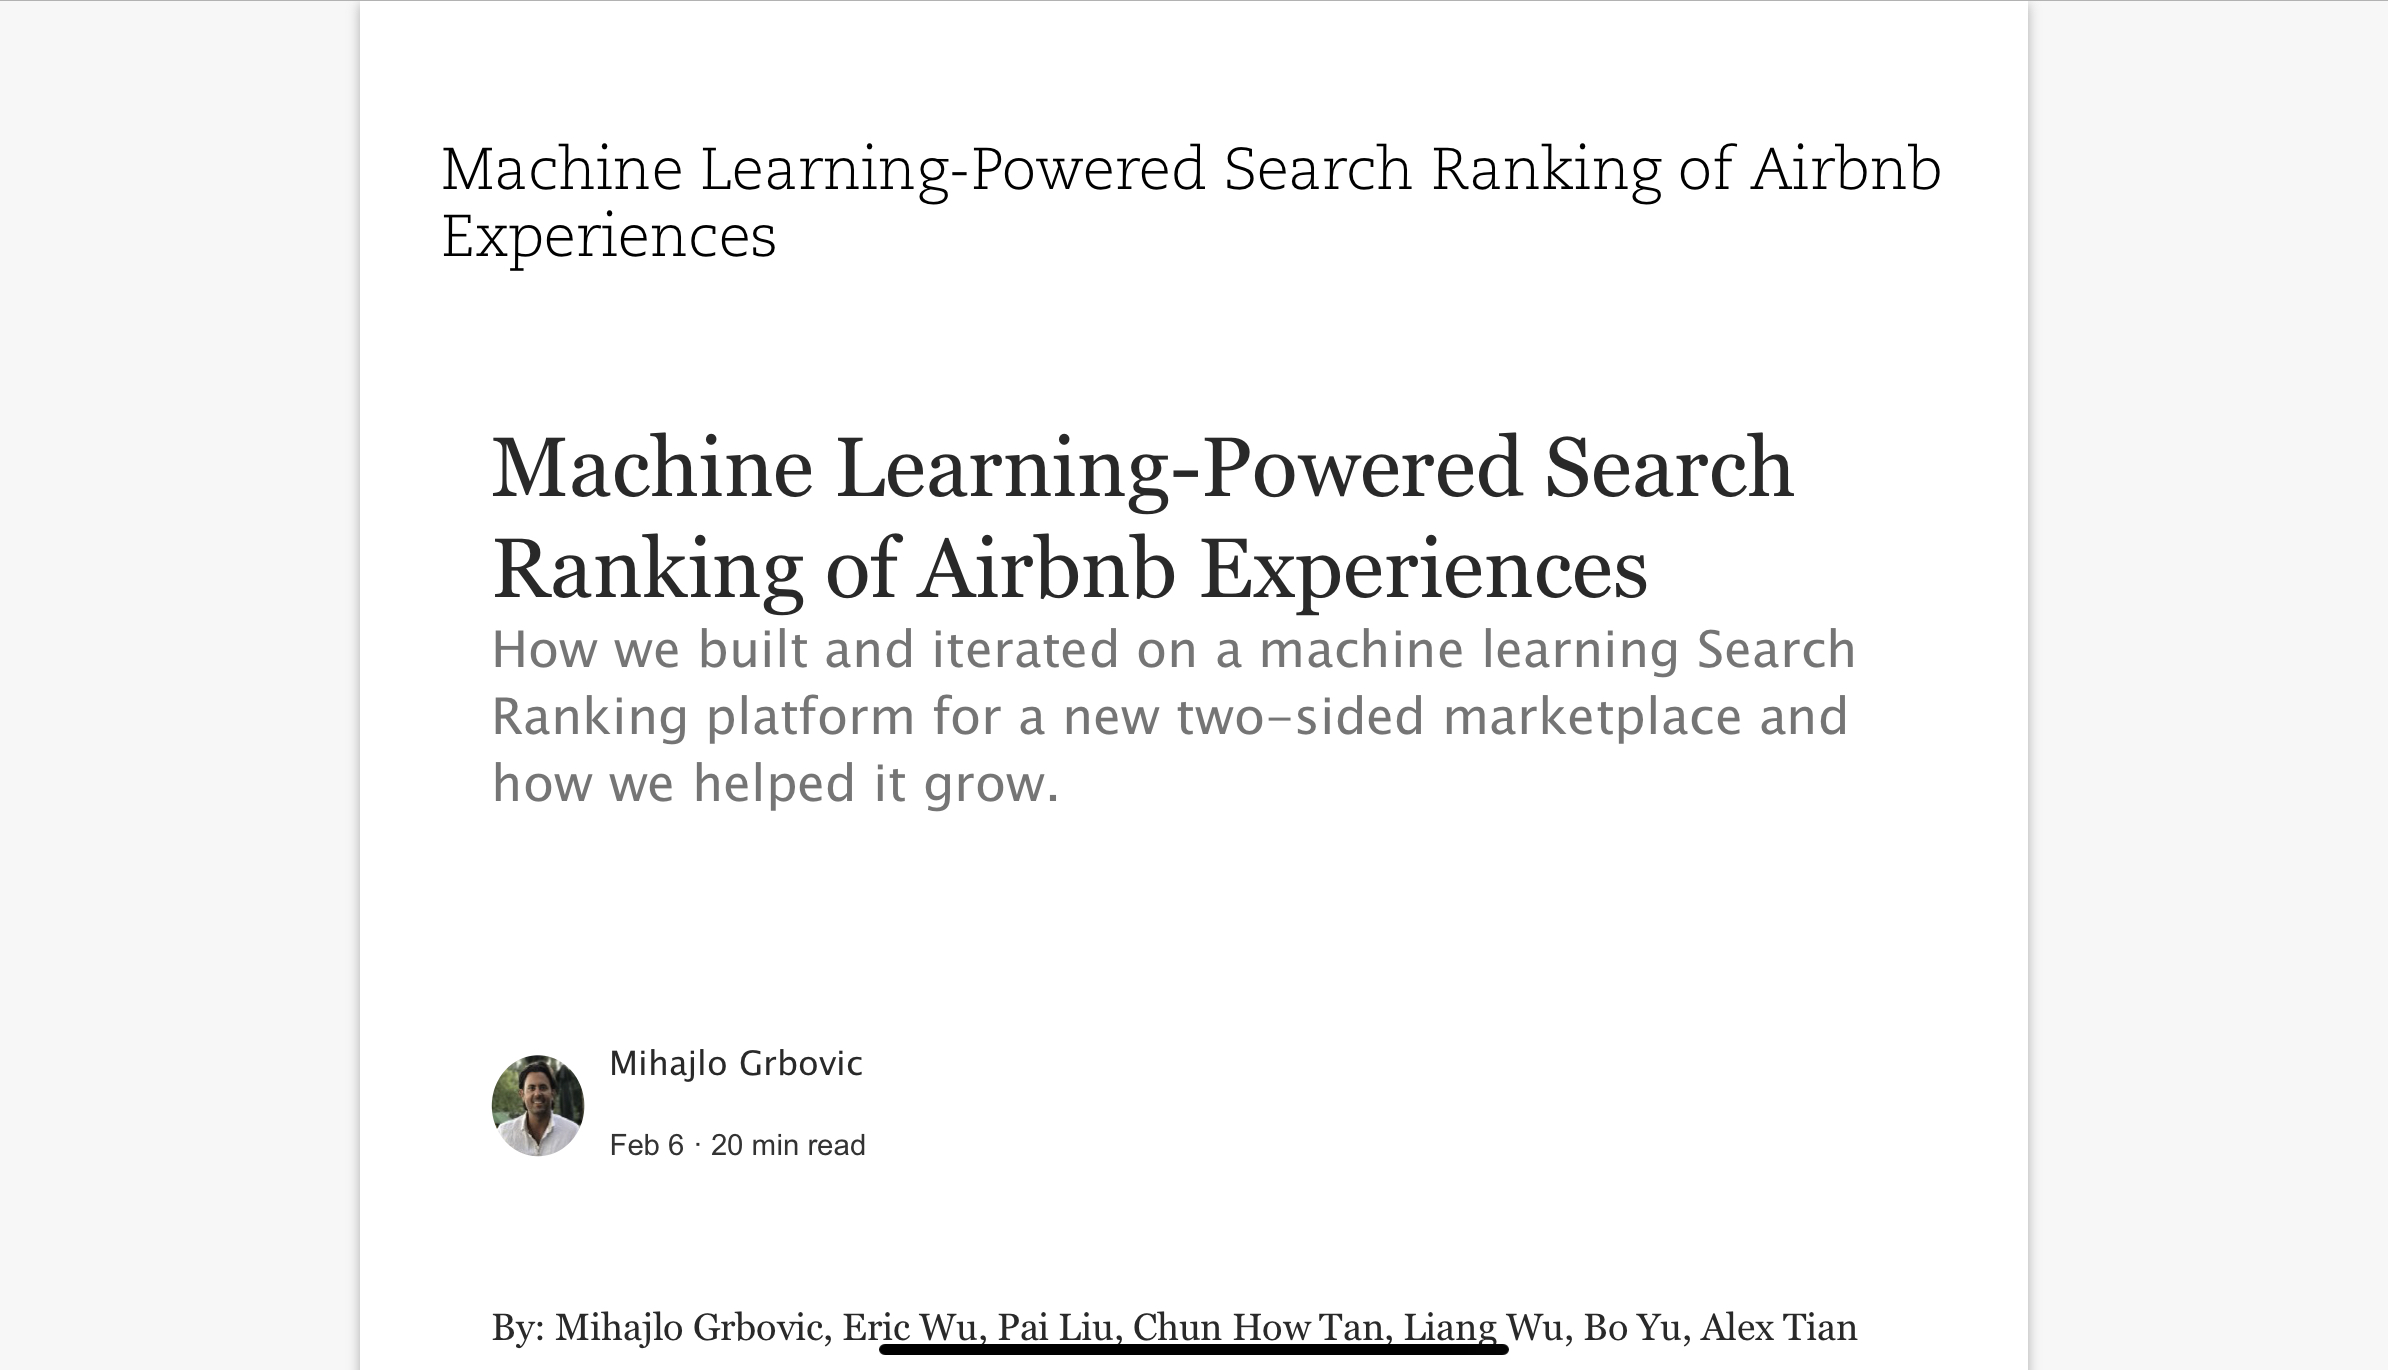 Machine Learning-Powered Search Ranking of Airbnb
Experiences
Machine Learning-Powered Search
Ranking of Airbnb Experiences
How we built and iterated on a machine learning Search
Ranking platform for a new two-sided marketplace and
how we helped it grow.
Mihajlo Grbovic
Feb 6 · 20 min read
By: Mihajlo Grbovic, Eric Wu, Pai Liu, Chun How Tan, Liang Wu, Bo Yu, Alex Tian